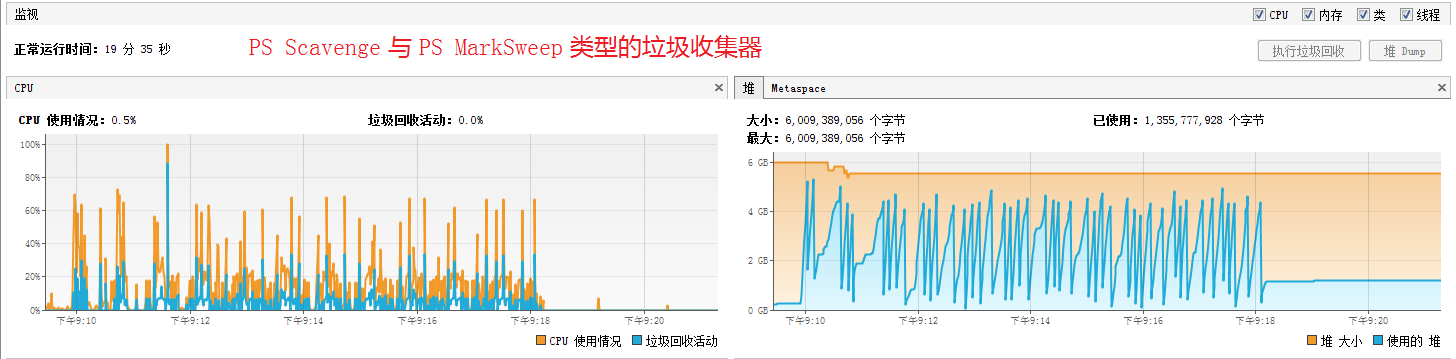 监视
CPU 内存 类 线程
正常运行时间: 19 分 35 秒
PS Scavenge 与 PS MarkSweep 类型的垃圾收集器
执行垃圾回收 堆 Dump
CPU ×
CPU 使用情况: 0.5% 垃圾回收活动: 0.0%
100%
80%
60%
40%
20%
0%
下午9:10 下午9:12 下午9:14 下午9:16 下午9:18 下午9:20
CPU 使用情况 垃圾回收活动
堆 Metaspace ×
大小: 6,009,389,056 个字节 已使用: 1,355,777,928 个字节
最大: 6,009,389,056 个字节
6 GB
4 GB
2 GB
0 GB
下午9:10 下午9:12 下午9:14 下午9:16 下午9:18 下午9:20
堆 大小 使用的 堆